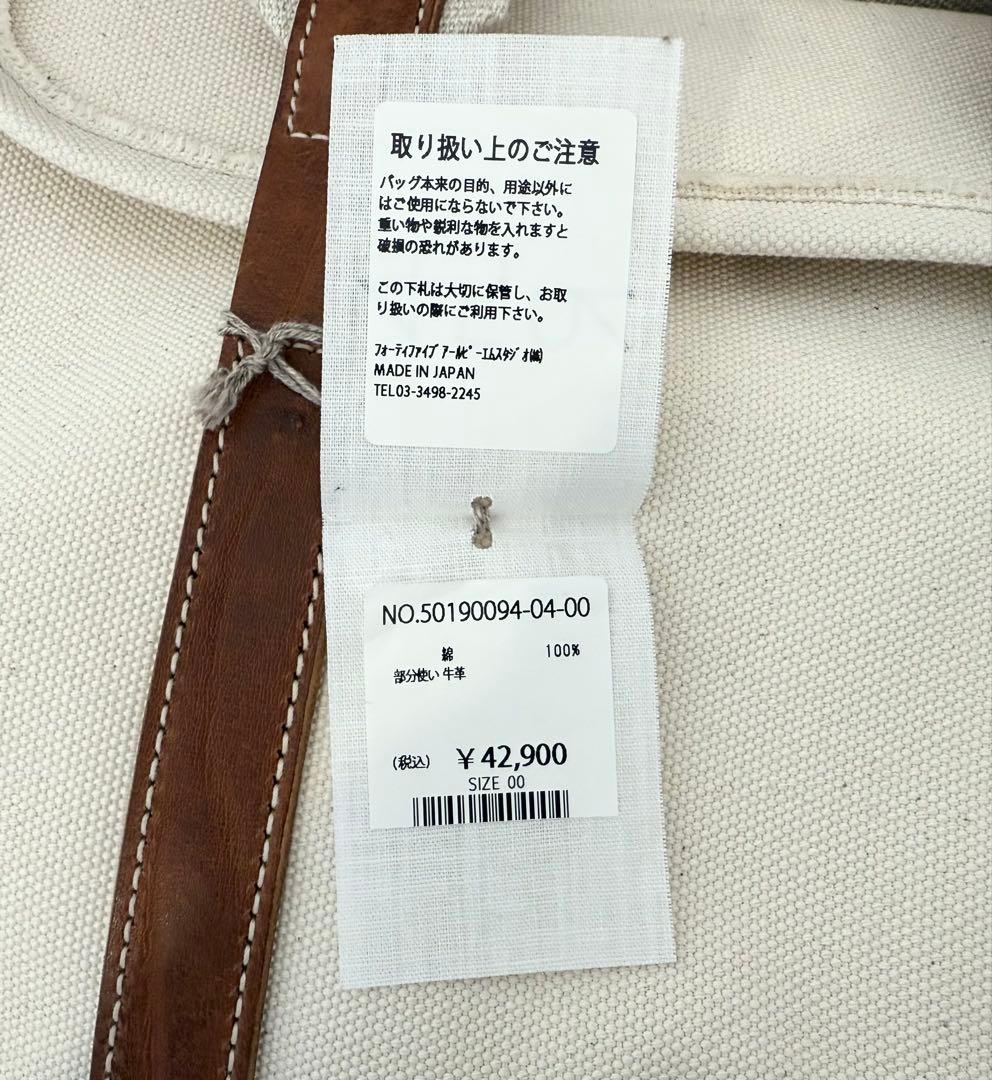 取り扱い上のご注意
バッグ本来の目的、用途以外に
はご使用にならないで下さい。
重い物や鋭利な物を入れますと
破損の恐れがあります。
この下札は大切に保管し、お取
り扱いの際にご利用下さい。
フォーティファイブアールピーエムスタジオ㈱
MADE IN JAPAN
TEL03-3498-2245
NO.50190094-04-00
綿 100%
部分使い 牛革
(税込) ¥42,900
SIZE 00